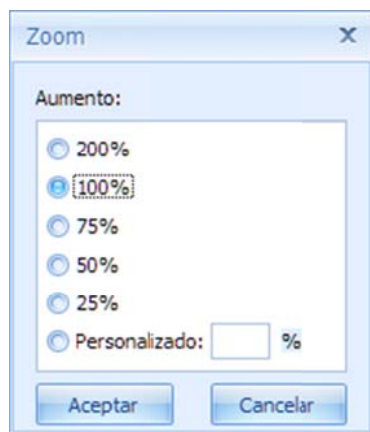 Zoom
Aumento:
200%
100%
75%
50%
25%
Personalizado: %
Aceptar Cancelar